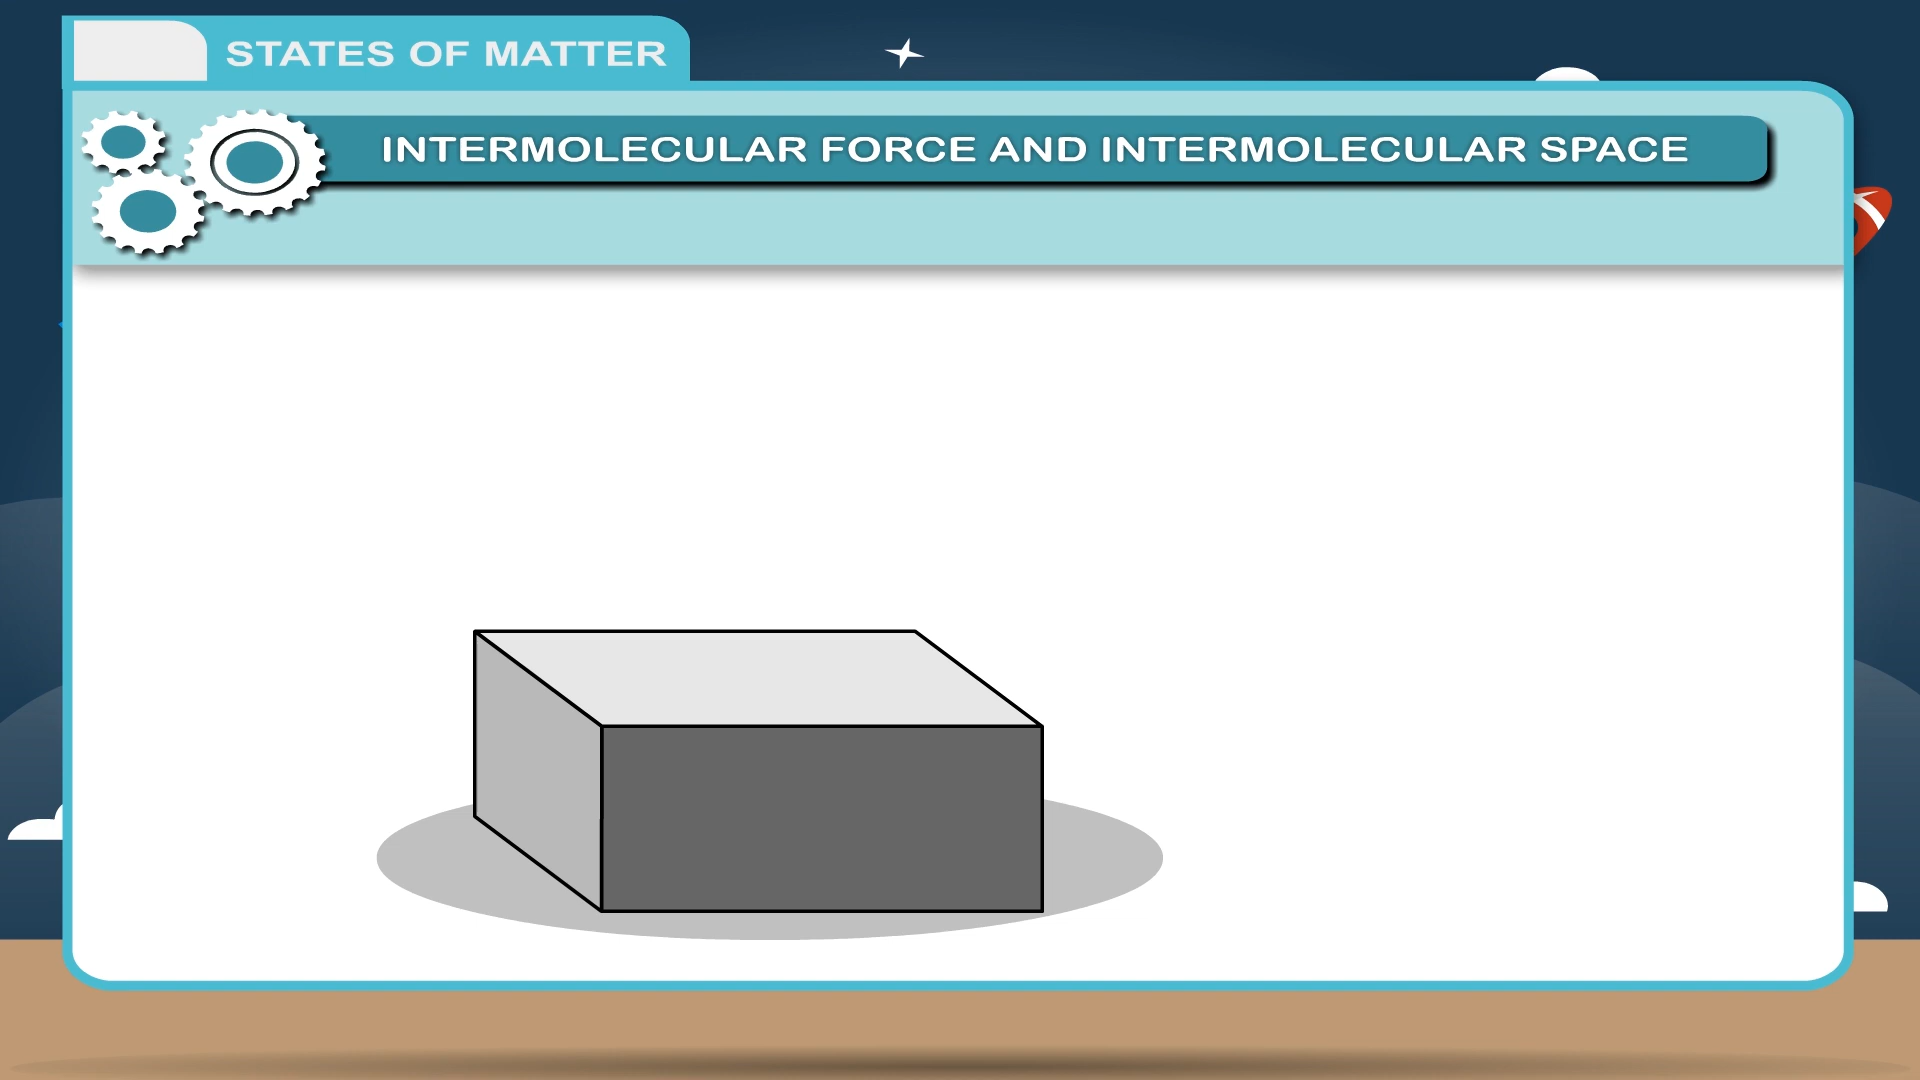 STATES OF MATTER
INTERMOLECULAR FORCE AND INTERMOLECULAR SPACE